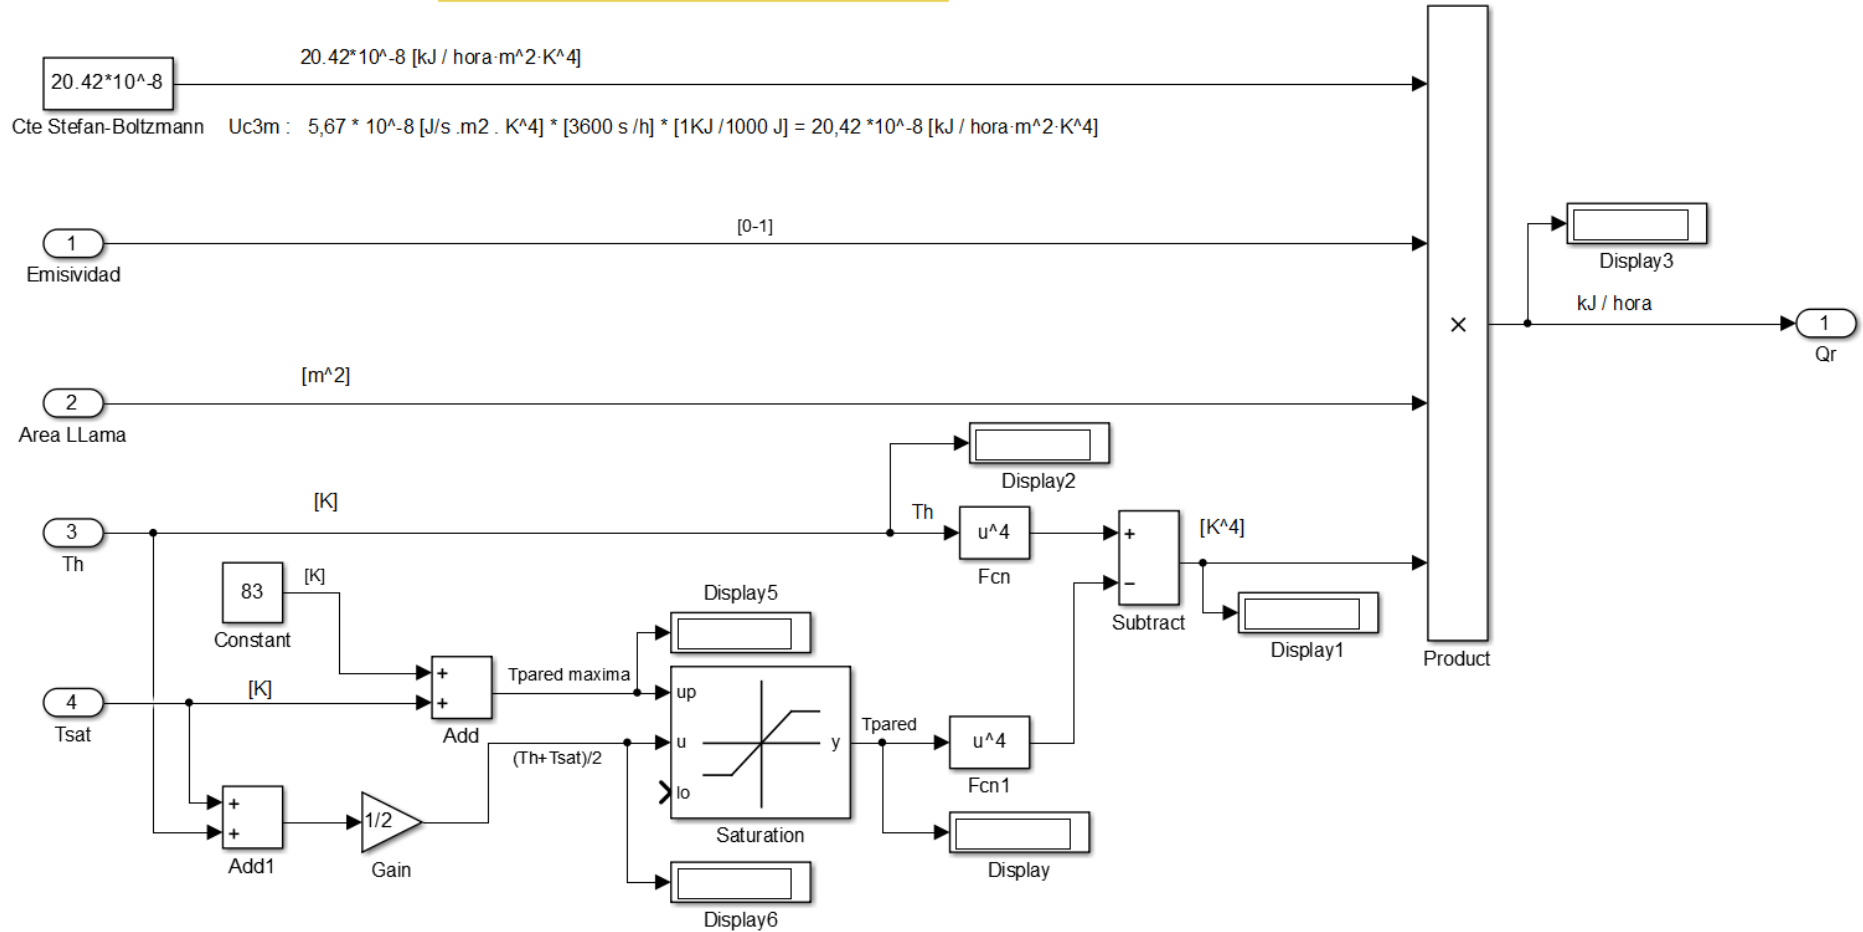 20.42*10^-8 [kJ / hora·m^2·K^4]
20.42*10^-8
Cte Stefan-Boltzmann
Uc3m : 5,67 * 10^-8 [J/s .m2 . K^4] * [3600 s /h] * [1KJ /1000 J] = 20,42 *10^-8 [kJ / hora·m^2·K^4]
[0-1]
1
Emisividad
Display3
kJ / hora
×
1
Qr
[m^2]
2
Area LLama
Display2
[K]
Th
3
Th
u^4
Fcn
+
−
Subtract
[K^4]
Display1
Product
83
[K]
Constant
Display5
4
Tsat
[K]
+
+
Add
Tpared maxima
up
u
lo
y
Saturation
Tpared
u^4
Fcn1
(Th+Tsat)/2
+
+
Add1
1/2
Gain
Display
Display6